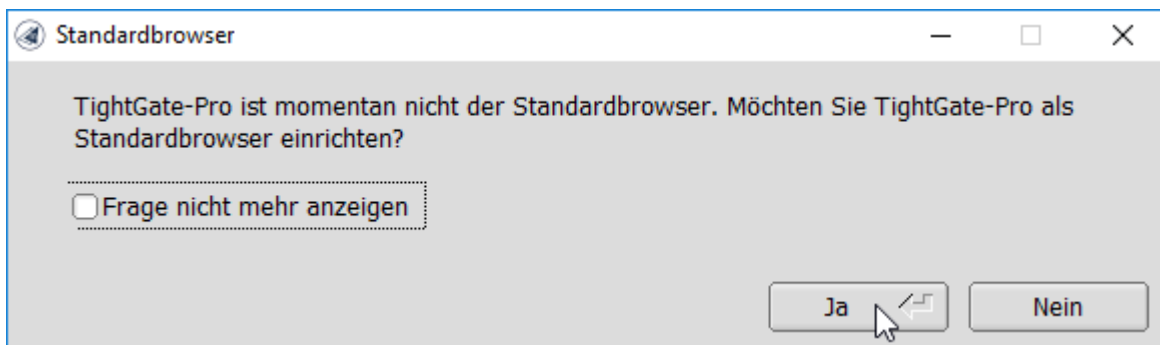 Standardbrowser
TightGate-Pro ist momentan nicht der Standardbrowser. Möchten Sie TightGate-Pro als
Standardbrowser einrichten?
Frage nicht mehr anzeigen
Ja
Nein